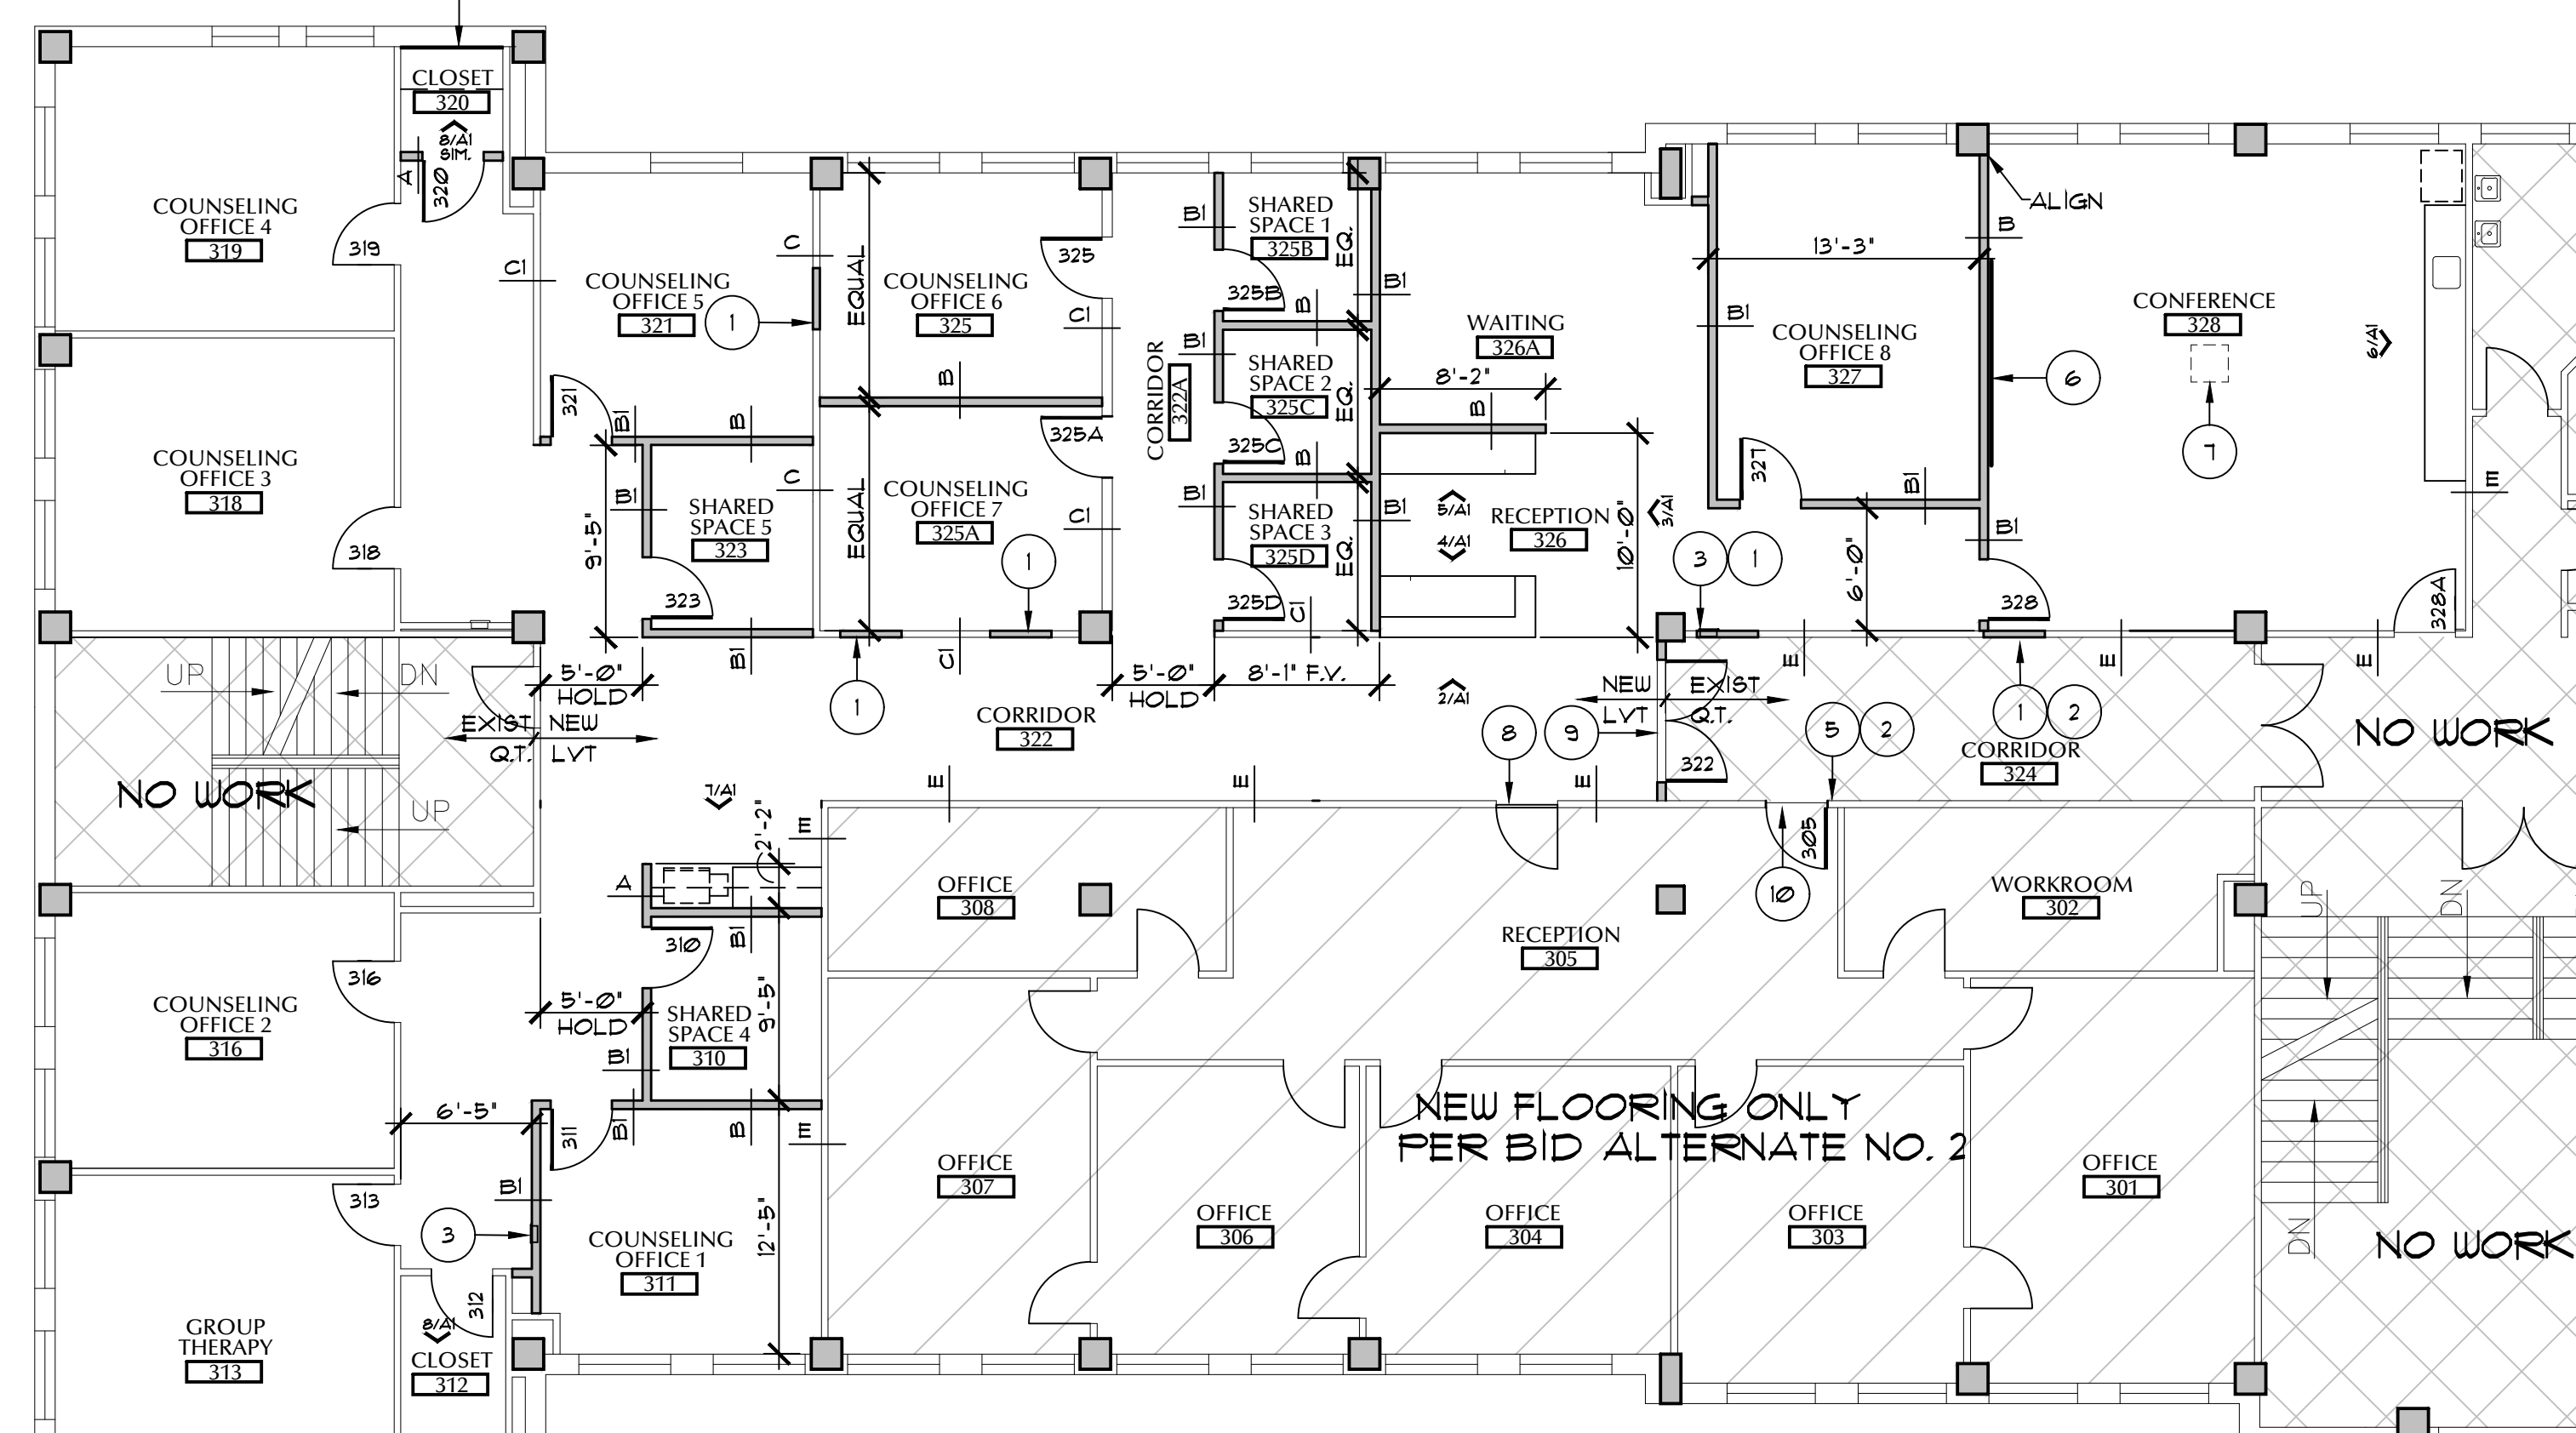 CLOSET
320
8/A1
SIM.
A
320
COUNSELING
OFFICE 4
319
319
C1
COUNSELING
OFFICE 5
321
1
C
EQUAL
COUNSELING
OFFICE 6
325
325
C1
B1
SHARED
SPACE 1
325B
EQ.
325B
B
B1
WAITING
326A
8'-2"
B
13'-3"
B1
COUNSELING
OFFICE 8
327
ALIGN
B
CONFERENCE
328
6/A1
6
7
COUNSELING
OFFICE 3
318
318
321
B1
B
B
325A
CORRIDOR
322A
B1
SHARED
SPACE 2
325C
EQ.
325C
B
9'-5"
B1
SHARED
SPACE 5
323
323
C
EQUAL
COUNSELING
OFFICE 7
325A
1
C1
B1
SHARED
SPACE 3
325D
EQ.
325D
C1
B1
5/A1
4/A1
RECEPTION
326
10'-0"
3/A1
3
1
327
B1
6'-0"
B1
328
E
328A
UP
DN
UP
NO WORK
5'-0"
HOLD
EXIST
NEW
Q.T.
LVT
B1
1
C1
CORRIDOR
322
5'-0"
HOLD
8'-1" F.V.
2/A1
NEW
EXIST
LVT
Q.T.
8
9
322
E
E
E
1
2
5
2
CORRIDOR
324
NO WORK
7/A1
2'-2"
E
E
E
E
A
310
B1
OFFICE
308
RECEPTION
305
305
10
WORKROOM
302
UP
DN
COUNSELING
OFFICE 2
316
316
5'-0"
HOLD
B1
SHARED
SPACE 4
310
9'-5"
6'-5"
311
B1
B
E
NEW FLOORING ONLY
PER BID ALTERNATE NO. 2
313
B1
3
COUNSELING
OFFICE 1
311
12'-5"
OFFICE
307
OFFICE
306
OFFICE
304
OFFICE
303
OFFICE
301
DN
NO WORK
GROUP
THERAPY
313
312
8/A1
CLOSET
312